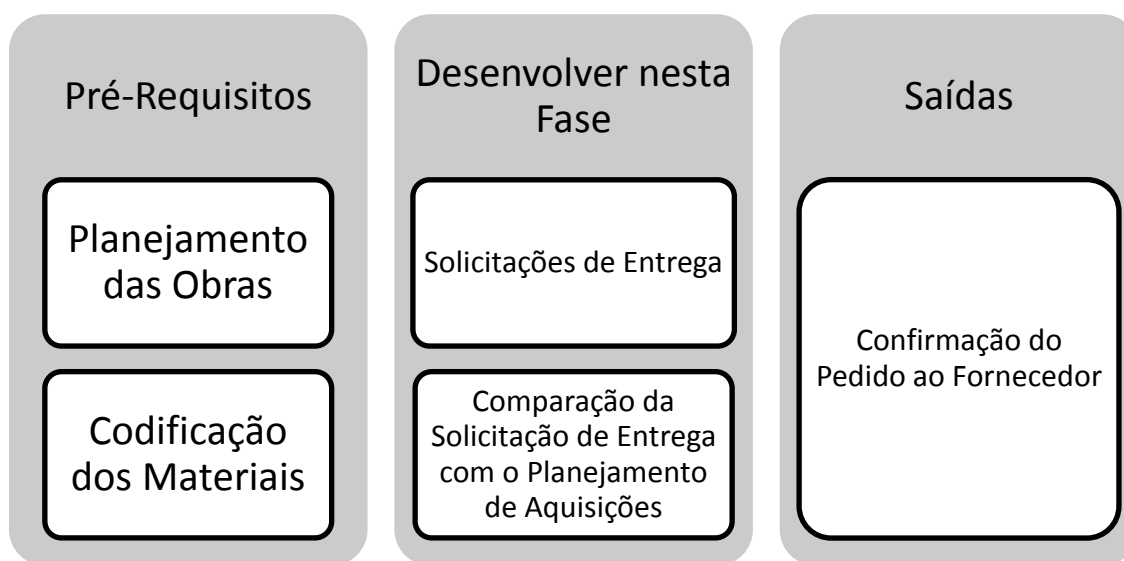 Pré-Requisitos
Planejamento
das Obras
Codificação
dos Materiais
Desenvolver nesta
Fase
Solicitações de Entrega
Comparação da
Solicitação de Entrega
com o Planejamento
de Aquisições
Saídas
Confirmação do
Pedido ao Fornecedor